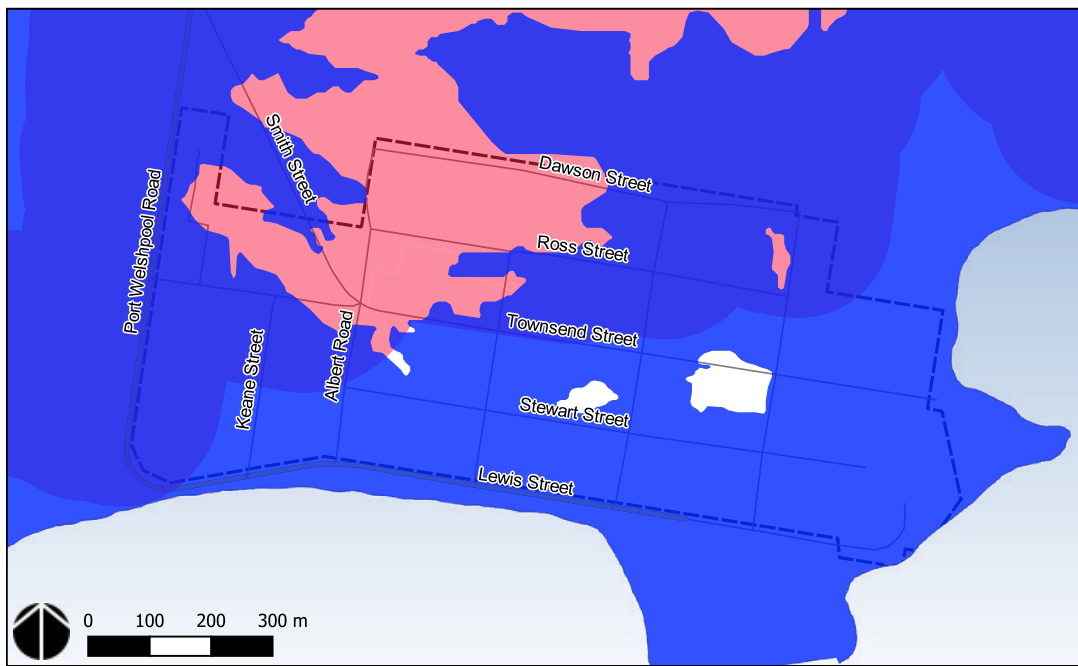 Smith Street
Dawson Street
Port Welshpool Road
Ross Street
Townsend Street
Albert Road
Keane Street
Stewart Street
Lewis Street
0 100 200 300 m